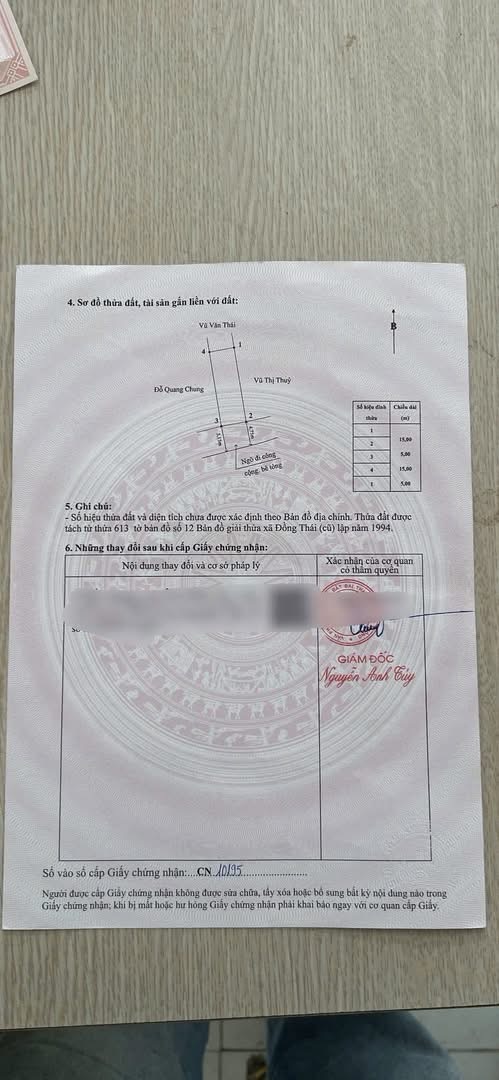 4. Sơ đồ thửa đất, tài sản gắn liền với đất:
Vũ Văn Thái
B
4
1
Vũ Thị Thuỷ
Đỗ Quang Chung
3
2
Ngõ đi công
cộng, bê tông
Số hiệu đỉnh thửa
Chiều dài (m)
1
15,00
2
5,00
3
15,00
4
5,00
1
5. Ghi chú:
- Số hiệu thửa đất và diện tích chưa được xác định theo Bản đồ địa chính. Thửa đất được
tách từ thửa 613 tờ bản đồ số 12 Bản đồ giải thửa xã Đồng Thái (cũ) lập năm 1994.
6. Những thay đổi sau khi cấp Giấy chứng nhận:
Nội dung thay đổi và cơ sở pháp lý
Xác nhận của cơ quan
có thẩm quyền
GIÁM ĐỐC
Nguyễn Anh Túy
Số vào sổ cấp Giấy chứng nhận:...CN 10195
Người được cấp Giấy chứng nhận không được sửa chữa, tẩy xóa hoặc bổ sung bất kỳ nội dung nào trong
Giấy chứng nhận; khi bị mất hoặc hư hỏng Giấy chứng nhận phải khai báo ngay với cơ quan cấp Giấy.